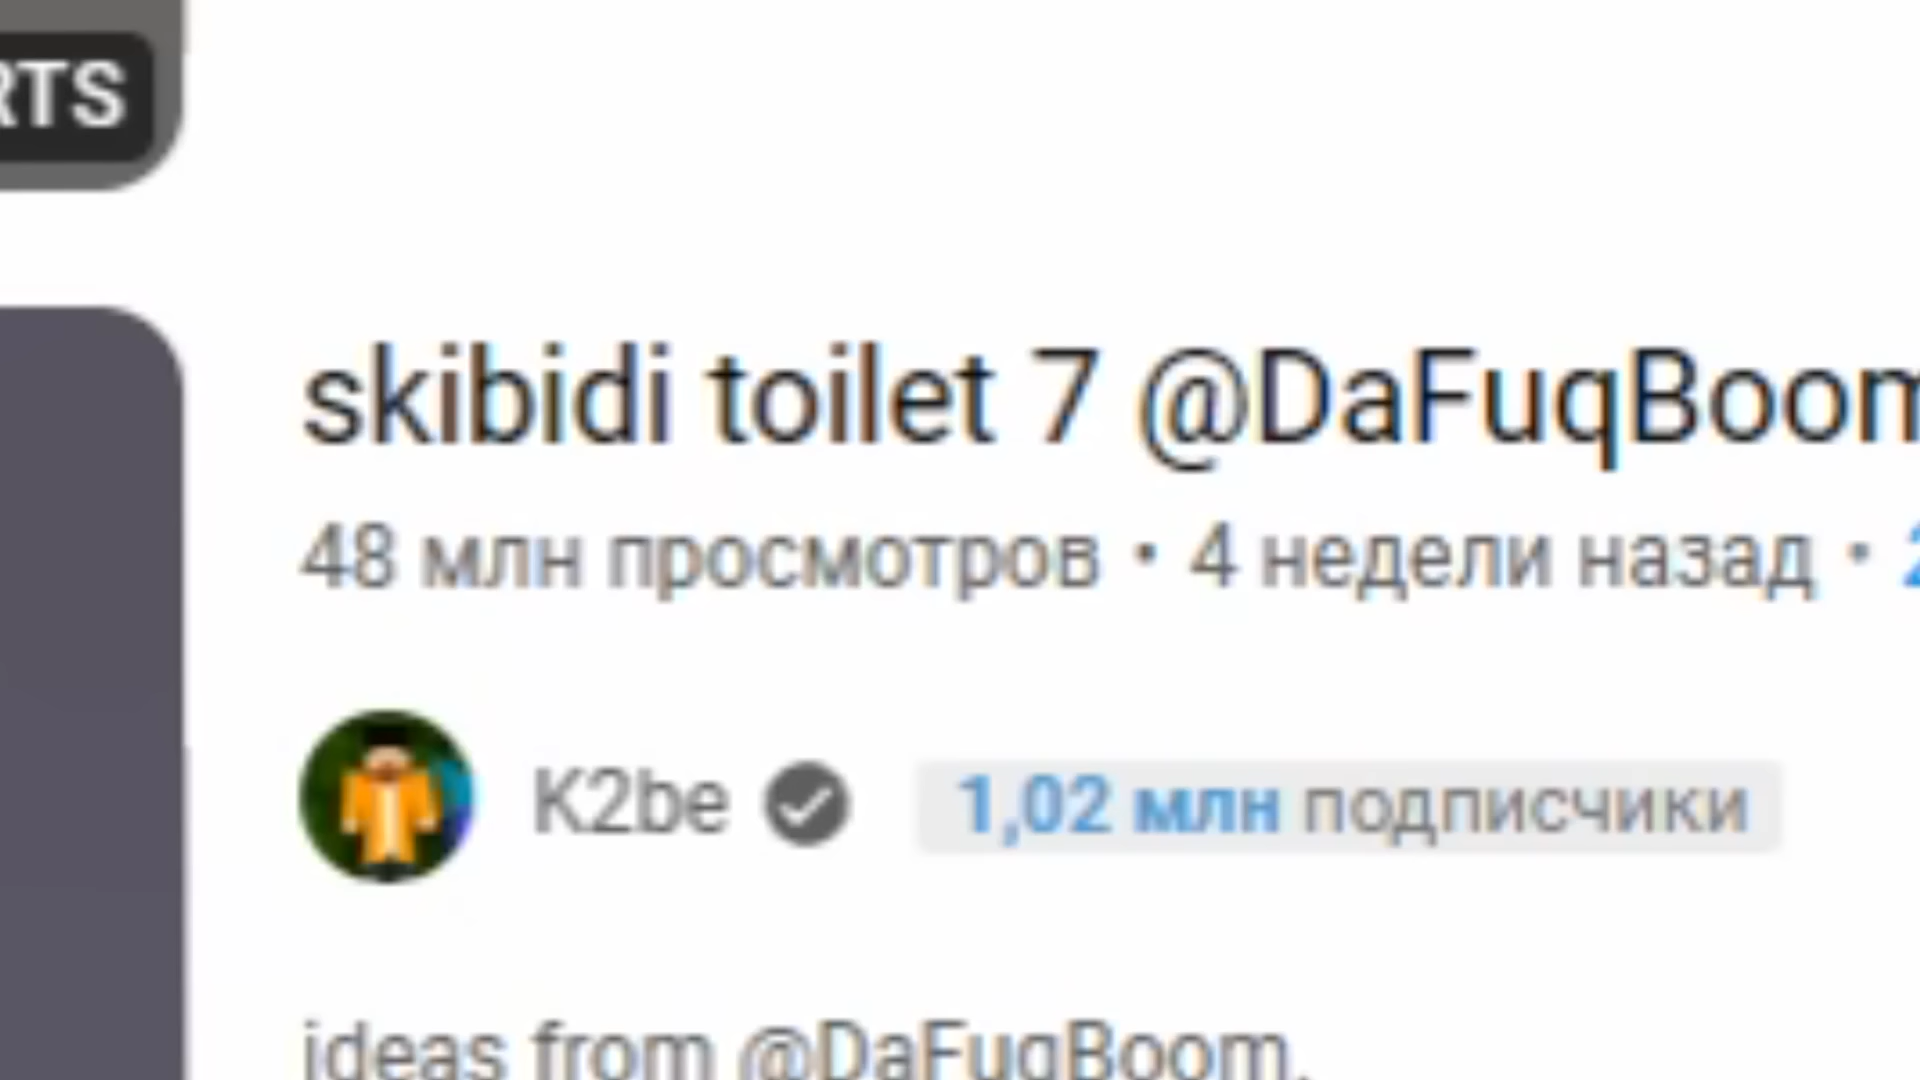 RTS
skibidi toilet 7 @DaFuqBoom
48 млн просмотров • 4 недели назад •
K2be 1,02 млн подписчики
ideas from @DaFuqBoom.